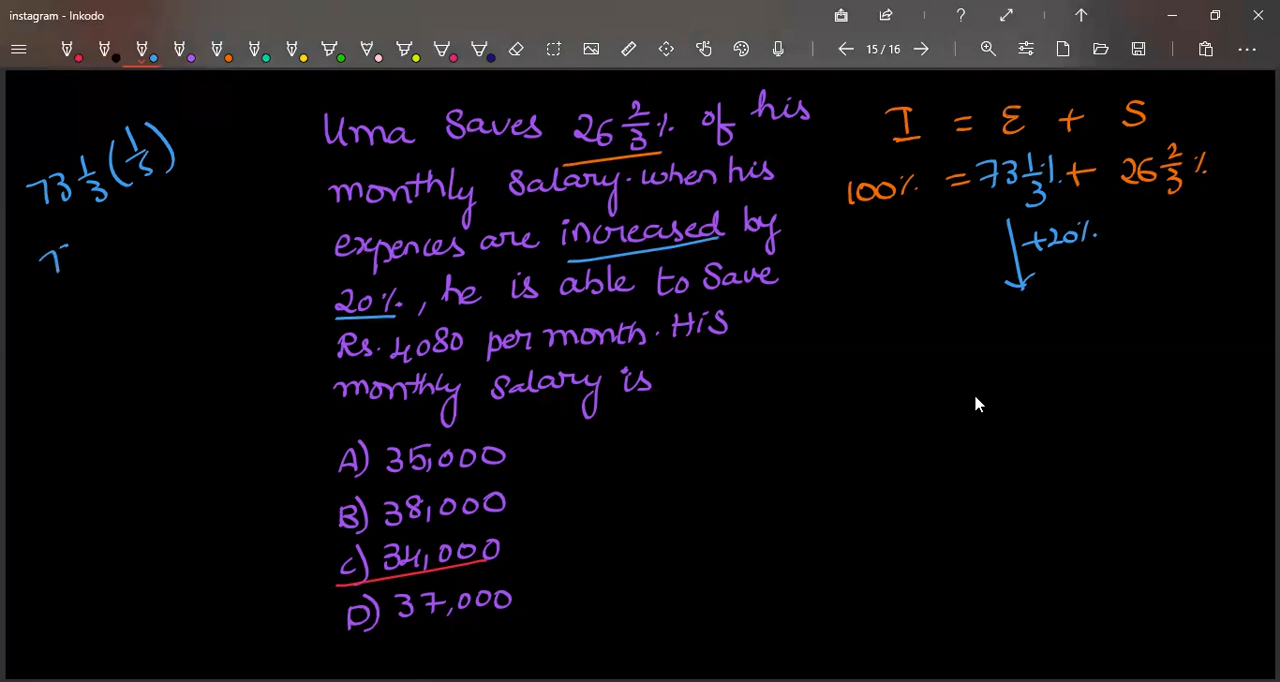 instagram - Inkodo
15 / 16
Uma Saves 26 2/3 % of his
monthly Salary. when his
expences are increased by
20%, he is able to Save
Rs. 4080 per month. His
monthly salary is
A) 35,000
B) 38,000
C) 34,000
D) 37,000
73 1/3 (1/5)
7
I = E + S
100% = 73 1/3 % + 26 2/3 %
+20%